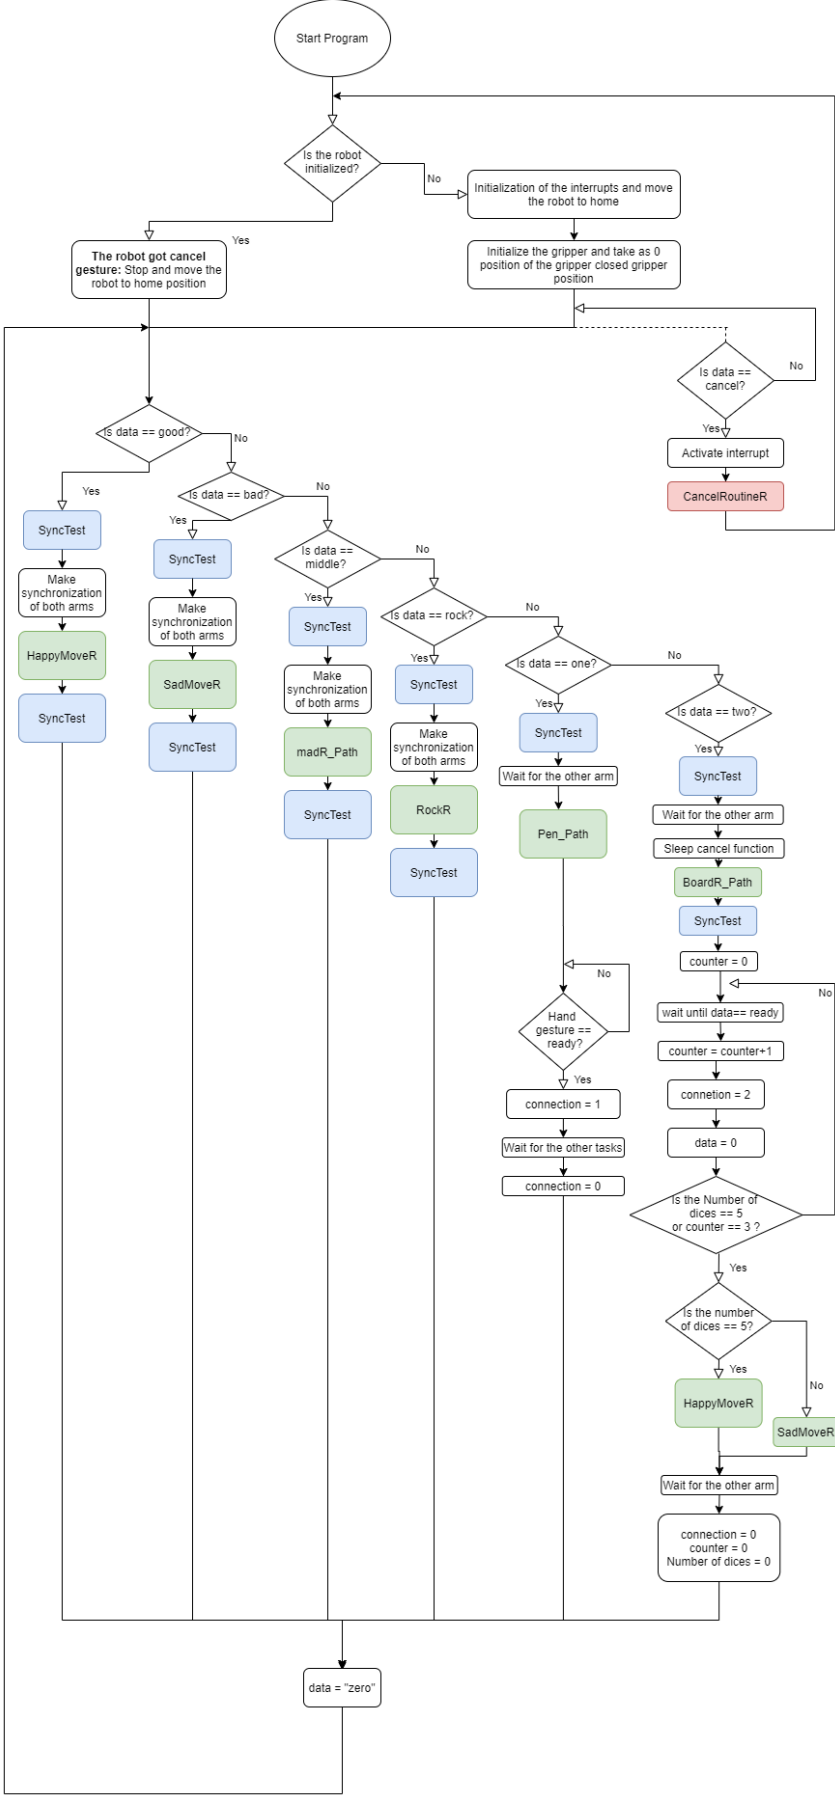 Start Program
Is the robot
initialized?
No
Initialization of the interrupts and move
the robot to home
Yes
The robot got cancel
gesture: Stop and move the
robot to home position
Initialize the gripper and take as 0
position of the gripper closed gripper
position
Is data ==
cancel?
No
Yes
Activate interrupt
CancelRoutineR
Is data == good?
No
Yes
SyncTest
Make
synchronization
of both arms
HappyMoveR
SyncTest
Is data == bad?
No
Yes
SyncTest
Make
synchronization
of both arms
SadMoveR
SyncTest
Is data ==
middle?
No
Yes
SyncTest
Make
synchronization
of both arms
madR_Path
SyncTest
Is data == rock?
No
Yes
SyncTest
Make
synchronization
of both arms
RockR
SyncTest
Is data == one?
No
Yes
SyncTest
Wait for the other arm
Pen_Path
No
Hand
gesture ==
ready?
Yes
connection = 1
Wait for the other tasks
connection = 0
Is data == two?
Yes
SyncTest
Wait for the other arm
Sleep cancel function
BoardR_Path
SyncTest
counter = 0
No
wait until data== ready
counter = counter+1
connetion = 2
data = 0
Is the Number of
dices == 5
or counter == 3 ?
Yes
Is the number
of dices == 5?
Yes
No
HappyMoveR
SadMoveR
Wait for the other arm
connection = 0
counter = 0
Number of dices = 0
data = "zero"